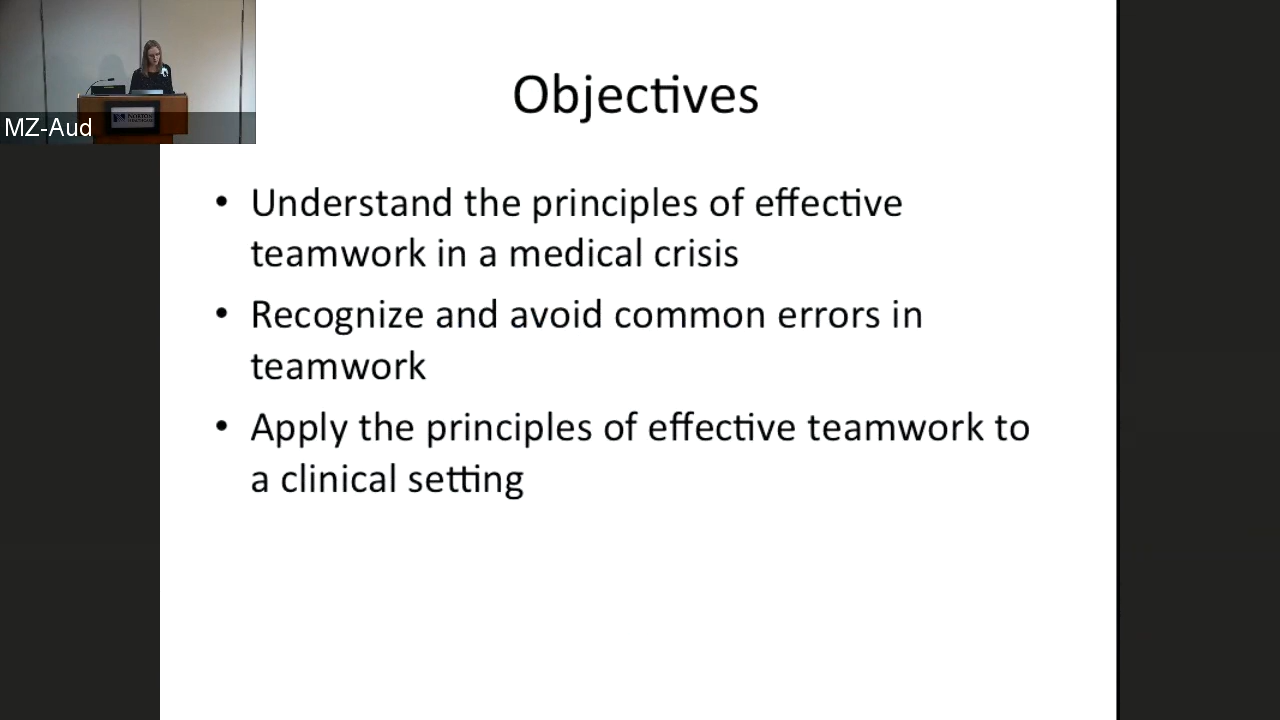 MZ-Aud
NORTON
Objectives
• Understand the principles of effective
teamwork in a medical crisis
• Recognize and avoid common errors in
teamwork
• Apply the principles of effective teamwork to
a clinical setting